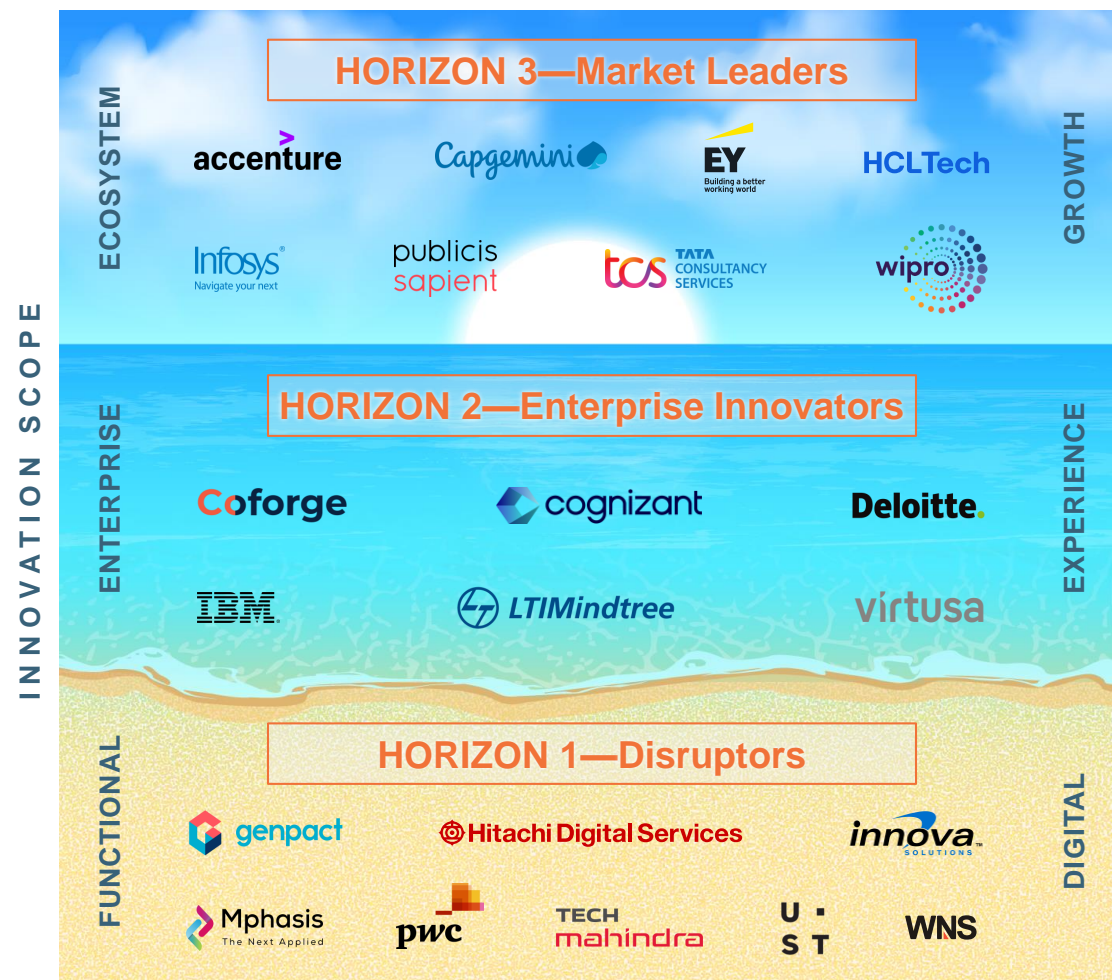 INNOVATION SCOPE
HORIZON 3—Market Leaders
ECOSYSTEM
GROWTH
accenture
Capgemini
EY
Building a better
working world
HCLTech
Infosys®
Navigate your next
publicis
sapient
tcs
TATA
CONSULTANCY
SERVICES
wipro
HORIZON 2—Enterprise Innovators
ENTERPRISE
EXPERIENCE
Coforge
cognizant
Deloitte.
IBM®
LTIMindtree
virtusa
HORIZON 1—Disruptors
FUNCTIONAL
DIGITAL
genpact
Hitachi Digital Services
innova™
SOLUTIONS
Mphasis
The Next Applied
pwc
TECH
mahindra
U ·
S T
WNS